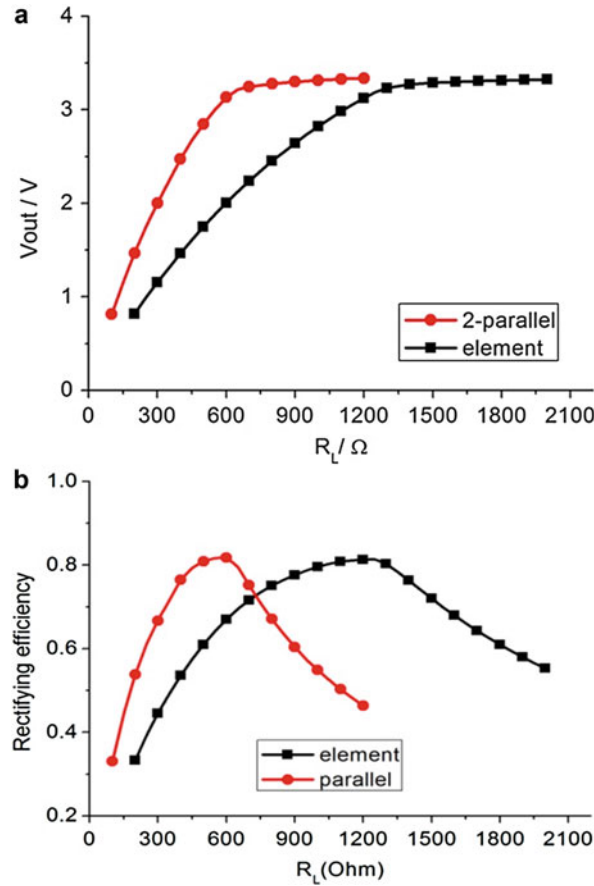 a
4
3
2
1
0
Vout / V
2-parallel
element
0 300 600 900 1200 1500 1800 2100
R_L / Ω
b
1.0
0.8
0.6
0.4
0.2
Rectifying efficiency
element
parallel
0 300 600 900 1200 1500 1800 2100
R_L(Ohm)